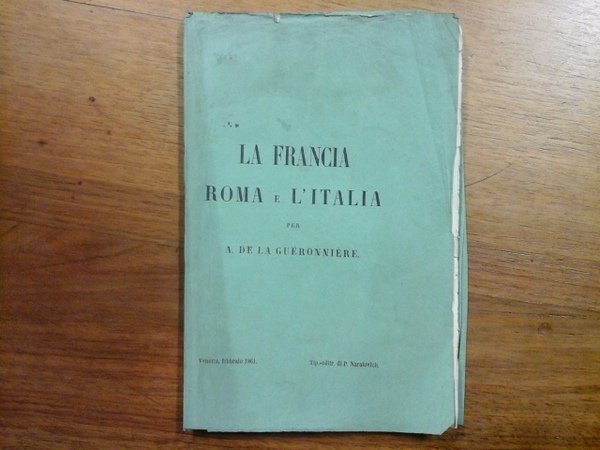 LA FRANCIA
ROMA E L'ITALIA
PER
A. DE LA GUÉRONNIÈRE.
Venezia, febbraio 1861. Tip.-editr. di P. Naratovich